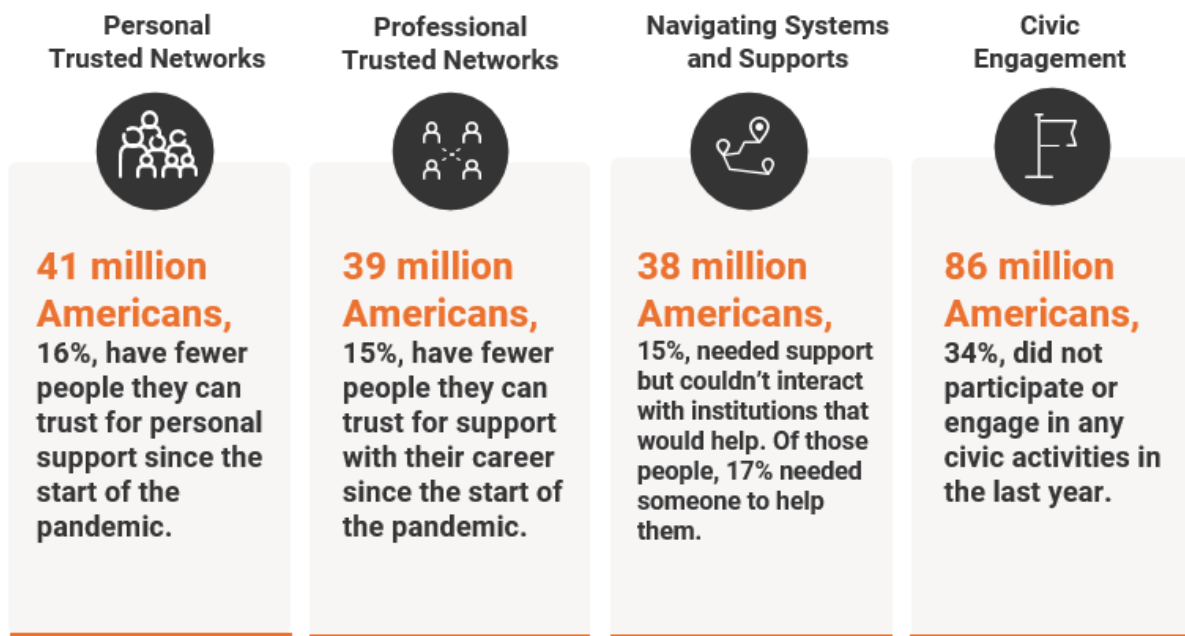 Personal
Trusted Networks
41 million
Americans,
16%, have fewer
people they can
trust for personal
support since the
start of the
pandemic.
Professional
Trusted Networks
39 million
Americans,
15%, have fewer
people they can
trust for support
with their career
since the start of
the pandemic.
Navigating Systems
and Supports
38 million
Americans,
15%, needed support
but couldn’t interact
with institutions that
would help. Of those
people, 17% needed
someone to help
them.
Civic
Engagement
86 million
Americans,
34%, did not
participate or
engage in any
civic activities in
the last year.